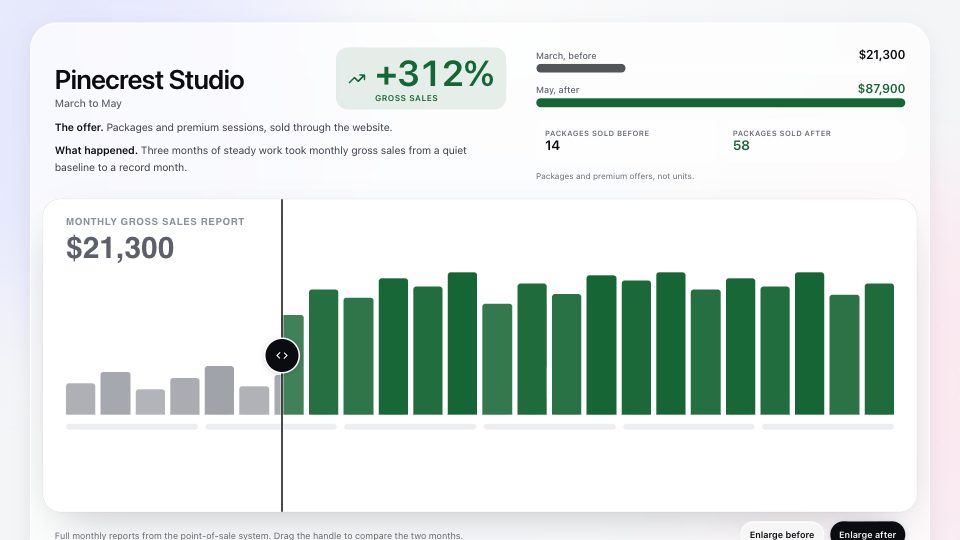 Pinecrest Studio
March to May
+312%
GROSS SALES
The offer. Packages and premium sessions, sold through the website.
What happened. Three months of steady work took monthly gross sales from a quiet
baseline to a record month.
March, before
$21,300
May, after
$87,900
PACKAGES SOLD BEFORE
14
PACKAGES SOLD AFTER
58
Packages and premium offers, not units.
MONTHLY GROSS SALES REPORT
$21,300
Full monthly reports from the point-of-sale system. Drag the handle to compare the two months.
Enlarge before
Enlarge after